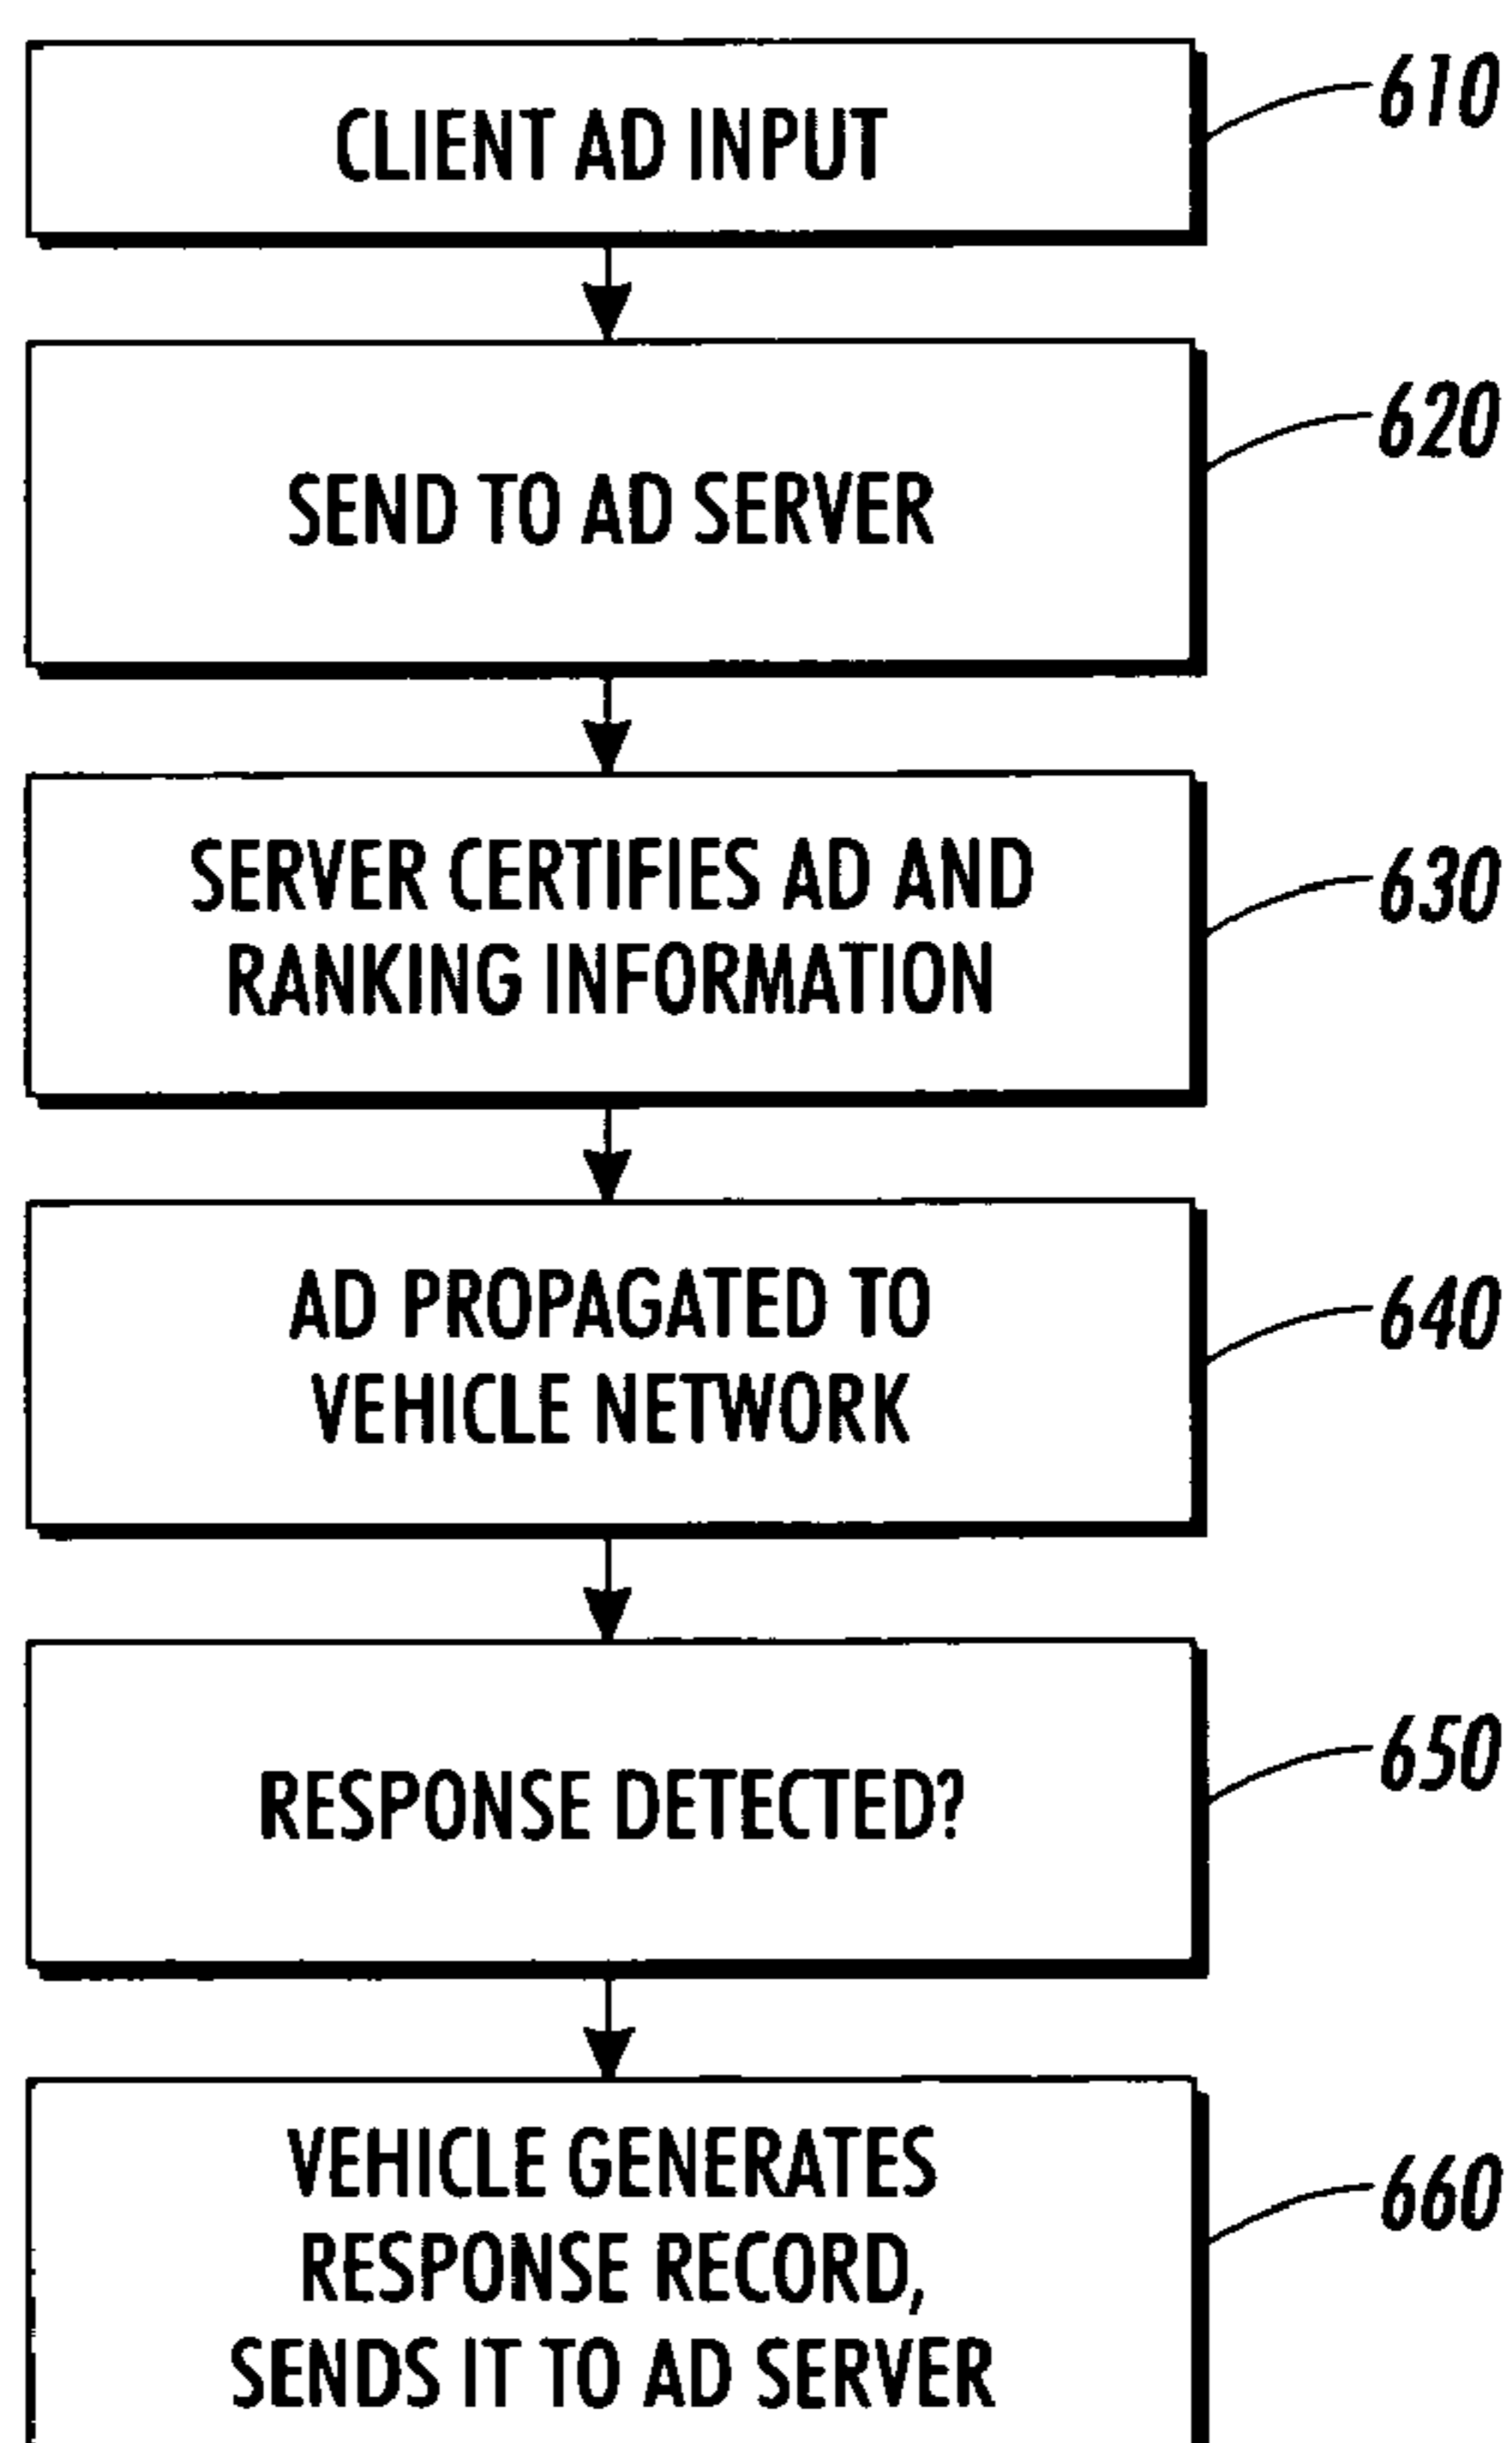 CLIENT AD INPUT
610
SEND TO AD SERVER
620
SERVER CERTIFIES AD AND
RANKING INFORMATION
630
AD PROPAGATED TO
VEHICLE NETWORK
640
RESPONSE DETECTED?
650
VEHICLE GENERATES
RESPONSE RECORD,
SENDS IT TO AD SERVER
660